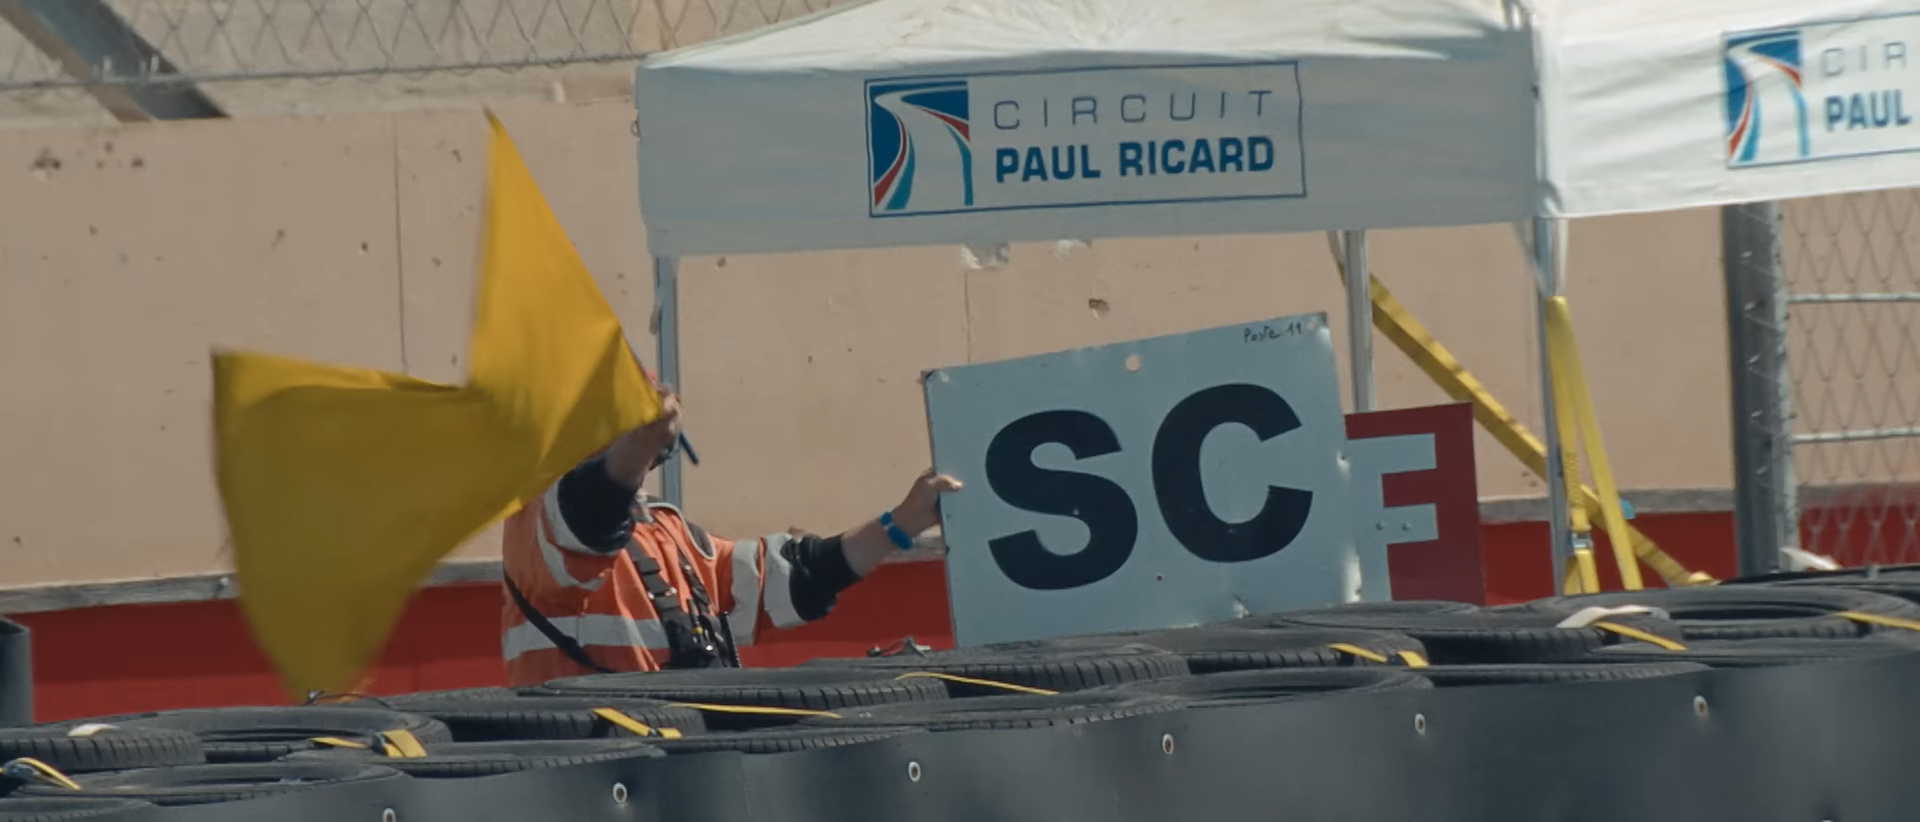 CIRCUIT
PAUL RICARD
CIR
PAUL
Poste 11
SC